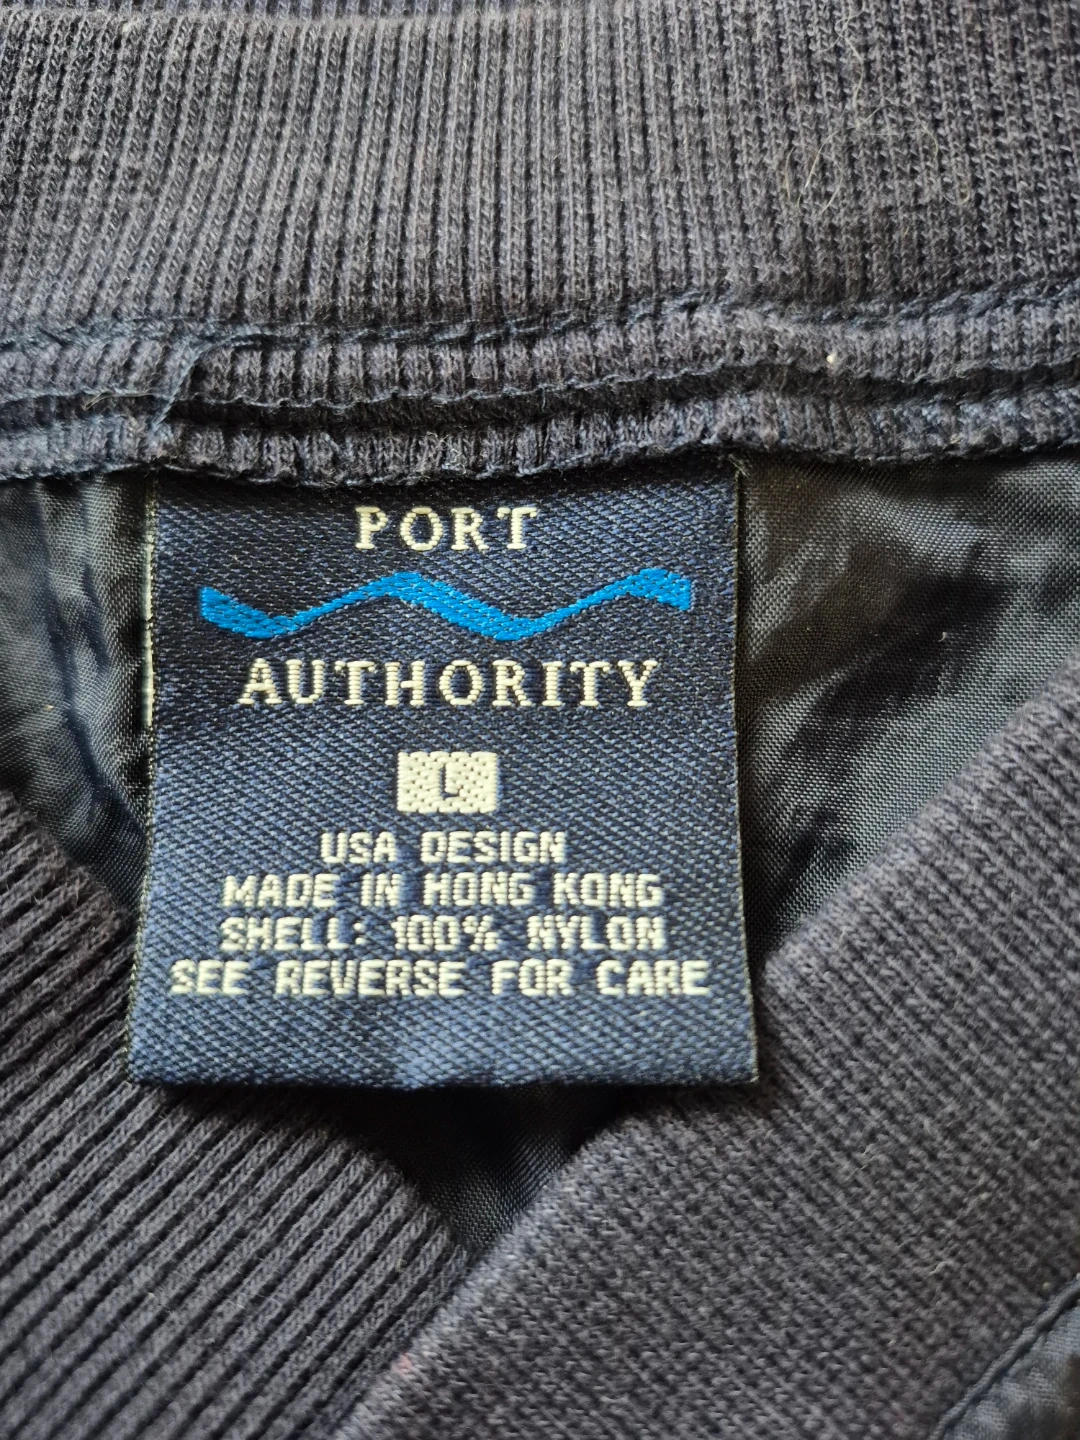 PORT
AUTHORITY
L
USA DESIGN
MADE IN HONG KONG
SHELL: 100% NYLON
SEE REVERSE FOR CARE